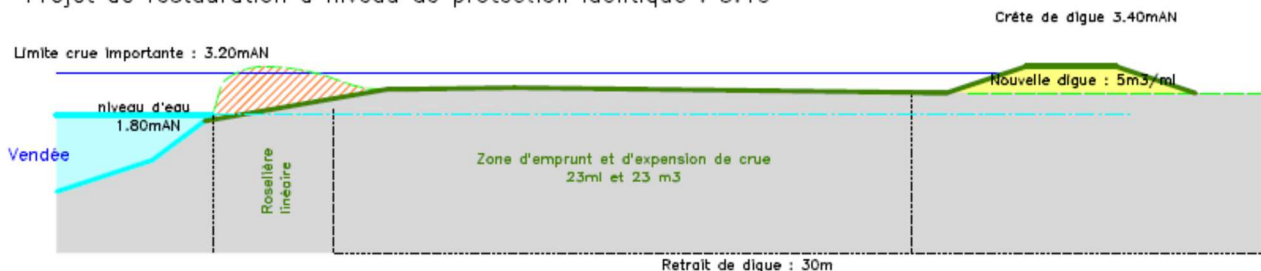 Crête de digue 3.40mAN
Limite crue importante : 3.20mAN
Nouvelle digue : 5m3/ml
niveau d'eau
1.80mAN
Vendée
Roselière
linéaire
Zone d'emprunt et d'expension de crue
23ml et 23 m3
Retrait de digue : 30m